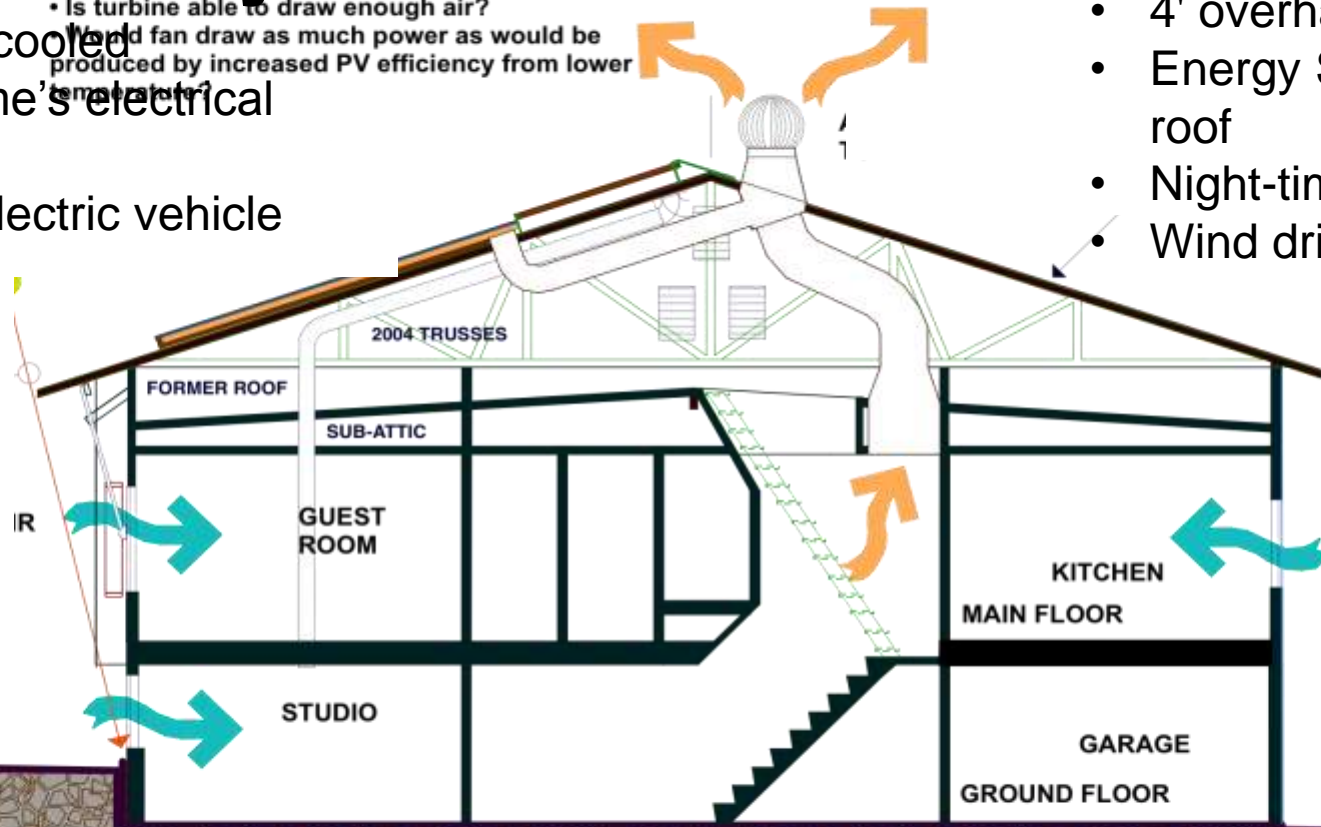 • Is turbine able to draw enough air?
• Would fan draw as much power as would be
produced by increased PV efficiency from lower
temperature?
cooled
ne's electrical
lectric vehicle
• 4' overha
• Energy S
roof
• Night-tim
• Wind dri
2004 TRUSSES
FORMER ROOF
SUB-ATTIC
IR
GUEST
ROOM
KITCHEN
MAIN FLOOR
STUDIO
GARAGE
GROUND FLOOR